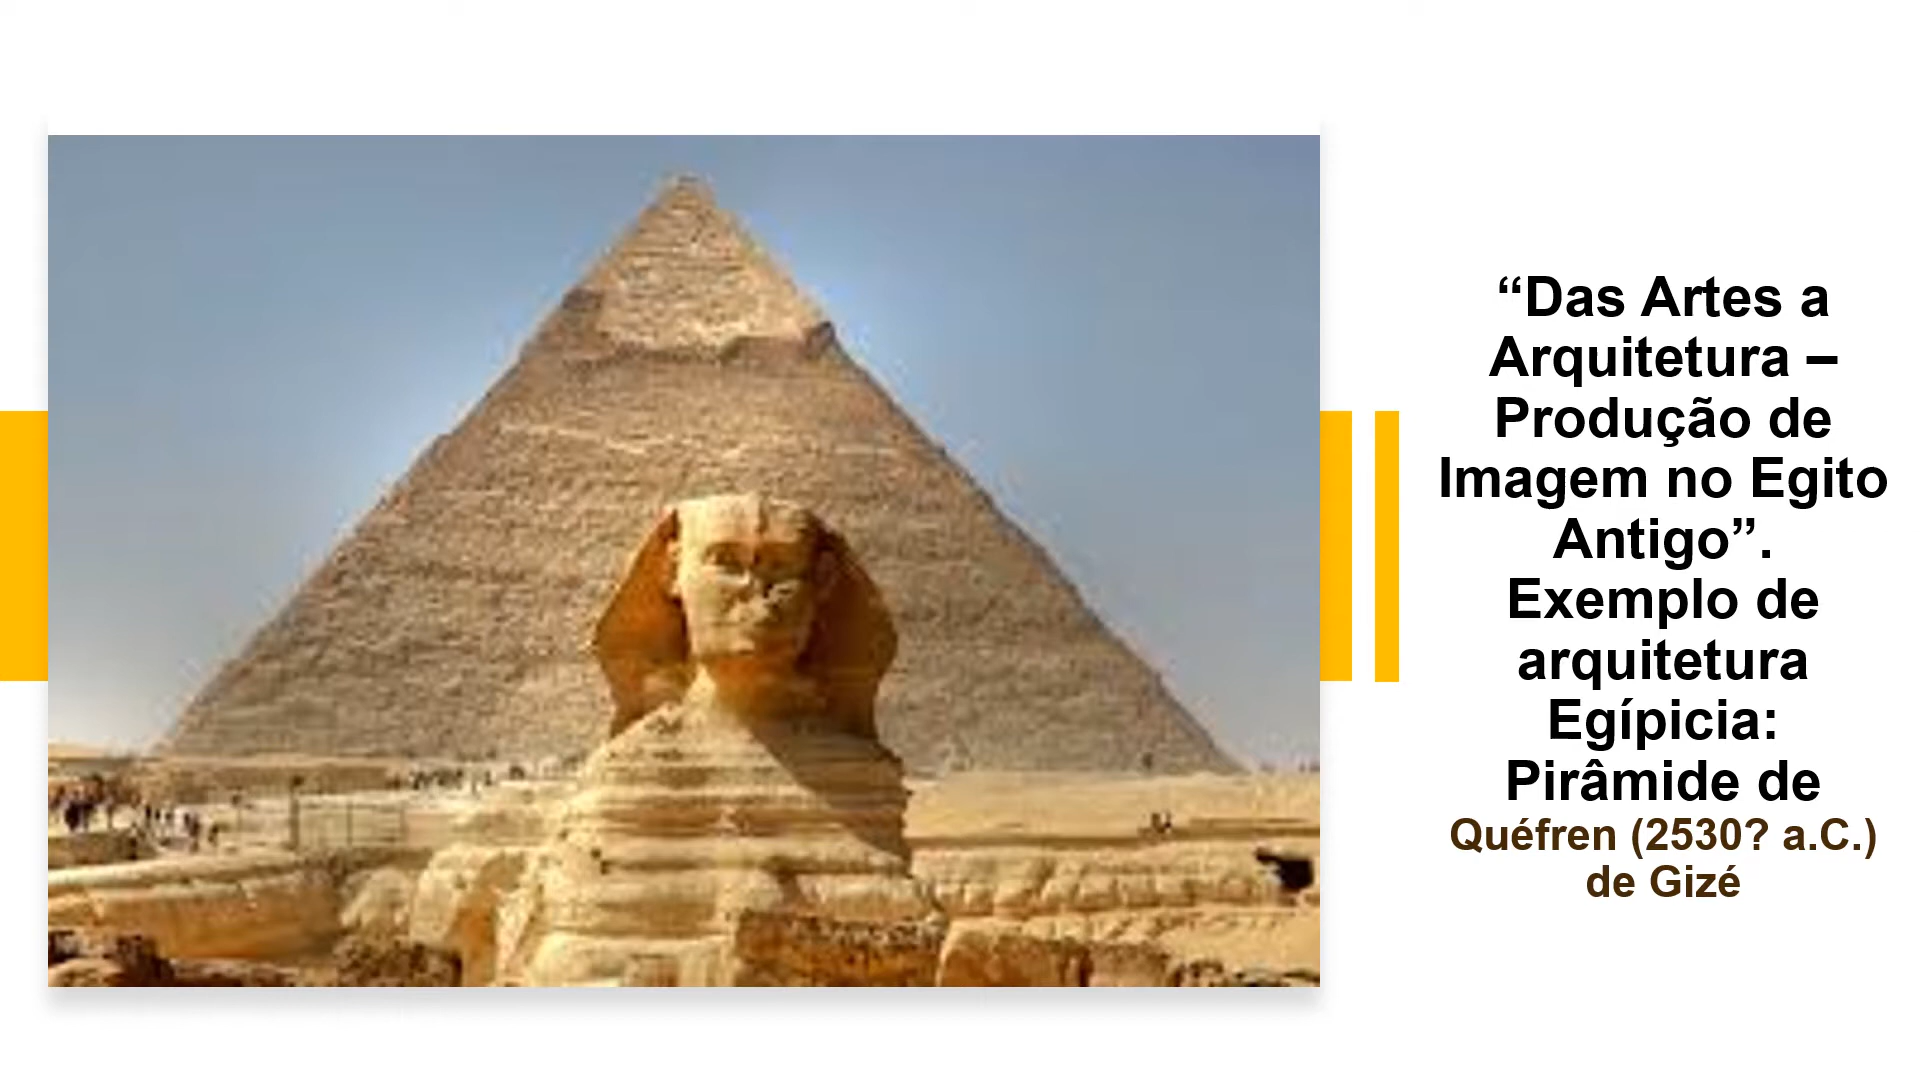 “Das Artes a
Arquitetura –
Produção de
Imagem no Egito
Antigo”.
Exemplo de
arquitetura
Egípicia:
Pirâmide de
Quéfren (2530? a.C.)
de Gizé